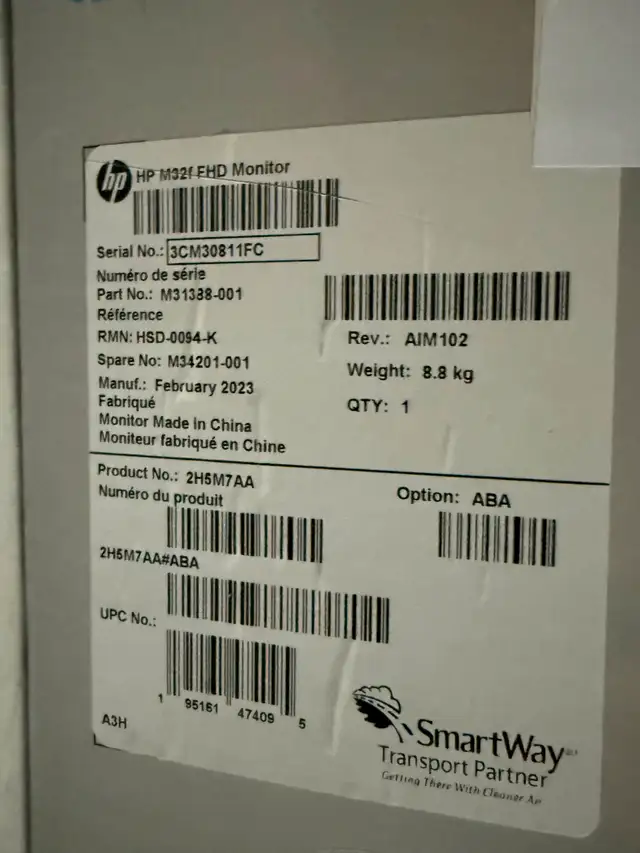 hp HP M32f FHD Monitor
Serial No.: 3CM30811FC
Numéro de série
Part No.: M31388-001
Référence
RMN: HSD-0094-K
Rev.: AIM102
Spare No: M34201-001
Weight: 8.8 kg
Manuf.: February 2023
Fabriqué
QTY: 1
Monitor Made in China
Moniteur fabriqué en Chine
Product No.: 2H5M7AA
Numéro du produit
Option: ABA
2H5M7AA#ABA
UPC No.:
1 95161 47409 5
A3H
SmartWay
Transport Partner
Getting There With Cleaner Air